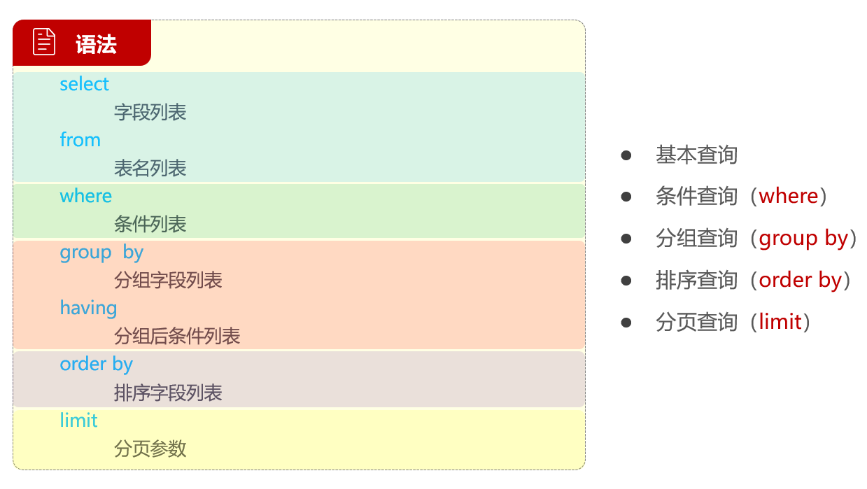 语法
select
字段列表
from
表名列表
where
条件列表
group by
分组字段列表
having
分组后条件列表
order by
排序字段列表
limit
分页参数
● 基本查询
● 条件查询（where）
● 分组查询（group by）
● 排序查询（order by）
● 分页查询（limit）